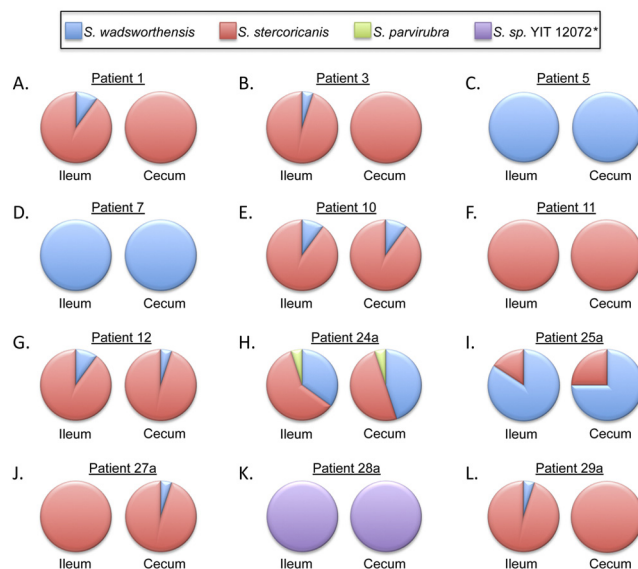 S. wadsworthensis S. stercoricanis S. parvirubra S. sp. YIT 12072*
A. Patient 1 B. Patient 3 C. Patient 5
Ileum Cecum Ileum Cecum Ileum Cecum
D. Patient 7 E. Patient 10 F. Patient 11
Ileum Cecum Ileum Cecum Ileum Cecum
G. Patient 12 H. Patient 24a I. Patient 25a
Ileum Cecum Ileum Cecum Ileum Cecum
J. Patient 27a K. Patient 28a L. Patient 29a
Ileum Cecum Ileum Cecum Ileum Cecum